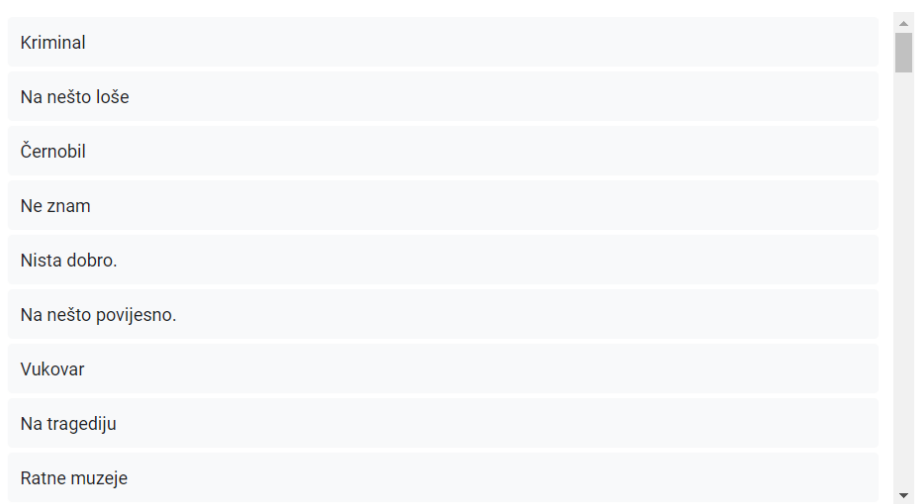 Kriminal
Na nešto loše
Černobil
Ne znam
Nista dobro.
Na nešto povijesno.
Vukovar
Na tragediju
Ratne muzeje